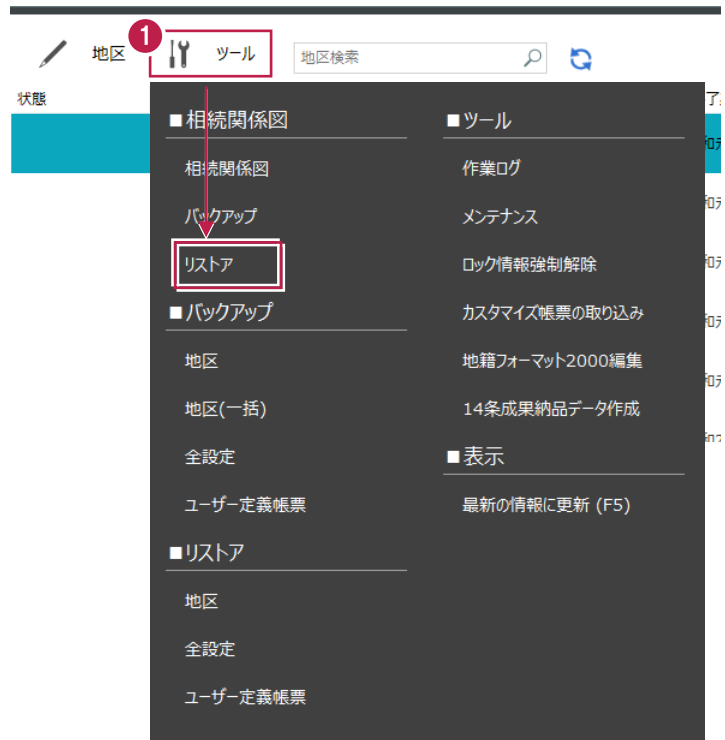 1
地区
ツール
地区検索
状態
■相続関係図
相続関係図
バックアップ
リストア
■バックアップ
地区
地区(一括)
全設定
ユーザー定義帳票
■リストア
地区
全設定
ユーザー定義帳票
■ツール
作業ログ
メンテナンス
ロック情報強制解除
カスタマイズ帳票の取り込み
地籍フォーマット2000編集
14条成果納品データ作成
■表示
最新の情報に更新 (F5)